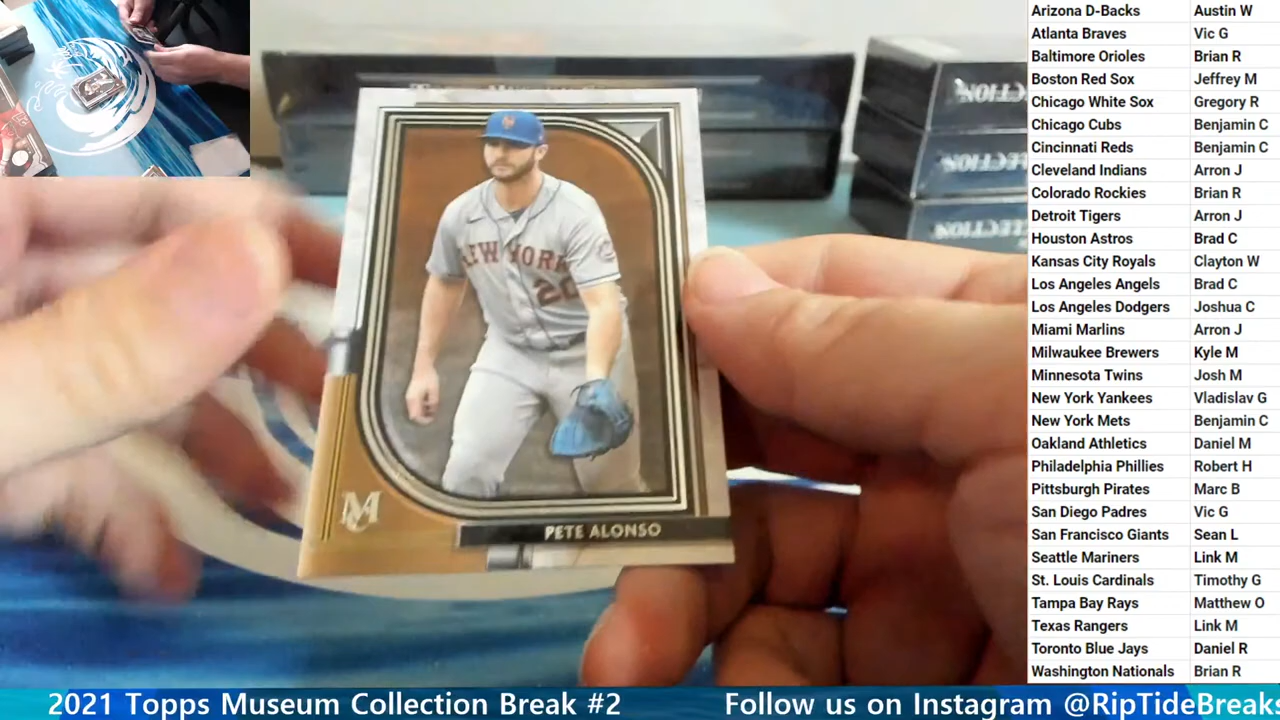 NEW YORK
20
M
PETE ALONSO
Arizona D-Backs Austin W
Atlanta Braves Vic G
Baltimore Orioles Brian R
Boston Red Sox Jeffrey M
Chicago White Sox Gregory R
Chicago Cubs Benjamin C
Cincinnati Reds Benjamin C
Cleveland Indians Arron J
Colorado Rockies Brian R
Detroit Tigers Arron J
Houston Astros Brad C
Kansas City Royals Clayton W
Los Angeles Angels Brad C
Los Angeles Dodgers Joshua C
Miami Marlins Arron J
Milwaukee Brewers Kyle M
Minnesota Twins Josh M
New York Yankees Vladislav G
New York Mets Benjamin C
Oakland Athletics Daniel M
Philadelphia Phillies Robert H
Pittsburgh Pirates Marc B
San Diego Padres Vic G
San Francisco Giants Sean L
Seattle Mariners Link M
St. Louis Cardinals Timothy G
Tampa Bay Rays Matthew O
Texas Rangers Link M
Toronto Blue Jays Daniel R
Washington Nationals Brian R
2021 Topps Museum Collection Break #2 Follow us on Instagram @RipTideBreaks